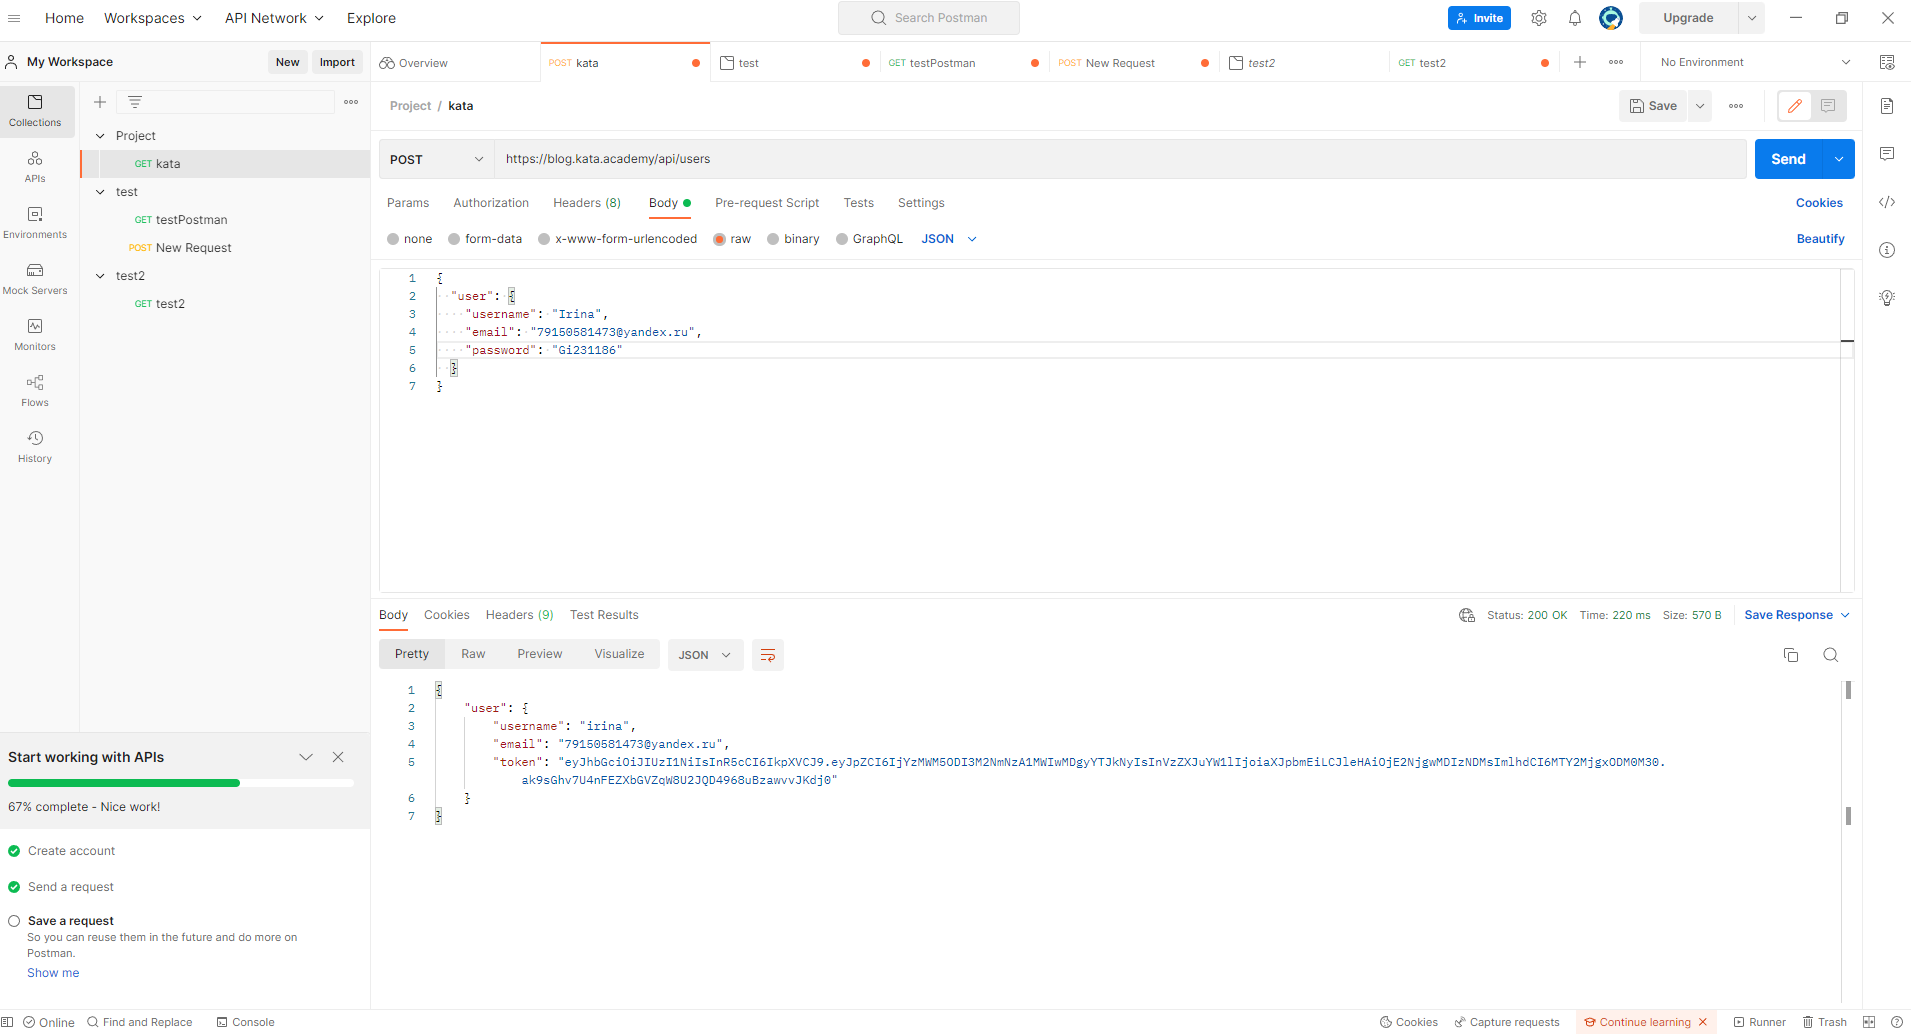 Home Workspaces API Network Explore Search Postman Invite Upgrade
My Workspace New Import Overview POST kata test GET testPostman POST New Request test2 GET test2 No Environment
Collections
APIs
Environments
Mock Servers
Monitors
Flows
History
Project
GET kata
test
GET testPostman
POST New Request
test2
GET test2
Project / kata Save
POST https://blog.kata.academy/api/users Send
Params Authorization Headers (8) Body Pre-request Script Tests Settings Cookies
none form-data x-www-form-urlencoded raw binary GraphQL JSON Beautify
1 {
2 "user": {
3 "username": "Irina",
4 "email": "79150581473@yandex.ru",
5 "password": "Gi231186"
6 }
7 }
Body Cookies Headers (9) Test Results Status: 200 OK Time: 220 ms Size: 570 B Save Response
Pretty Raw Preview Visualize JSON
1 {
2 "user": {
3 "username": "irina",
4 "email": "79150581473@yandex.ru",
5 "token": "eyJhbGciOiJIUzI1NiIsInR5cCI6IkpXVCJ9.eyJpZCI6IjYzMWM5ODI3M2NmNzA1MWIwMDgyYTJkNyIsInVzZXJuYW1lIjoiaXJpbmEiLCJleHAiOjE2NjgwMDIzNDMsImlhdCI6MTY2MjgxODM0M30.
ak9sGhv7U4nFEZXbGVZqW8U2JQD4968uBzawvvJKdj0"
6 }
7 }
Start working with APIs
67% complete - Nice work!
Create account
Send a request
Save a request
So you can reuse them in the future and do more on
Postman.
Show me
Online Find and Replace Console Cookies Capture requests Continue learning Runner Trash